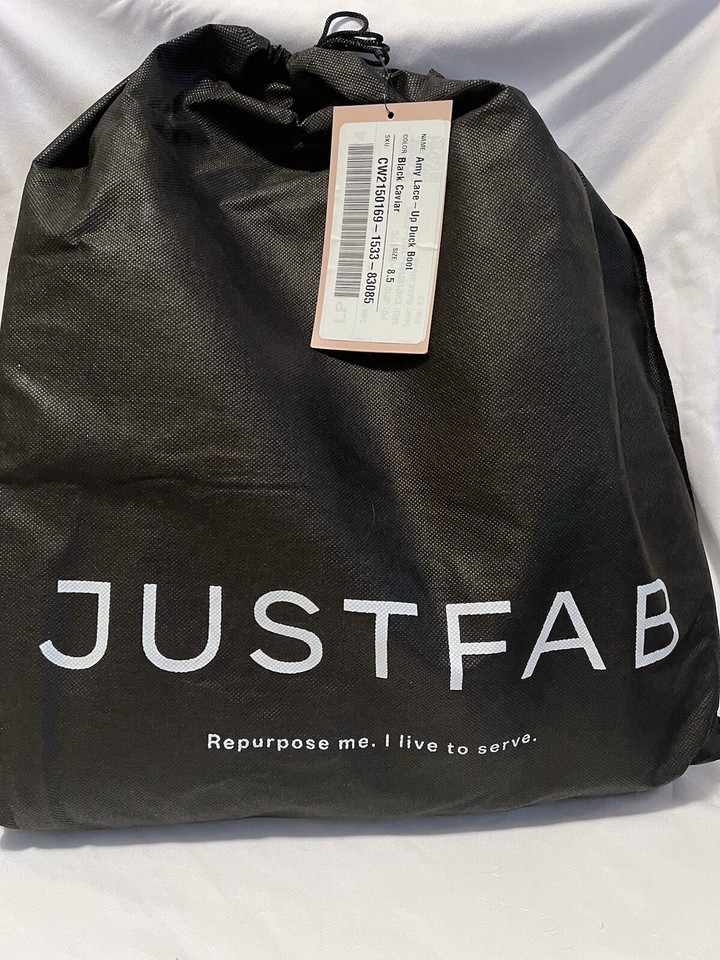 NAME: Amy Lace-Up Duck Boot
COLOR: Black Caviar SIZE: 8.5
SKU: CW2150169-1533-83085
JUSTFAB
Repurpose me. I live to serve.